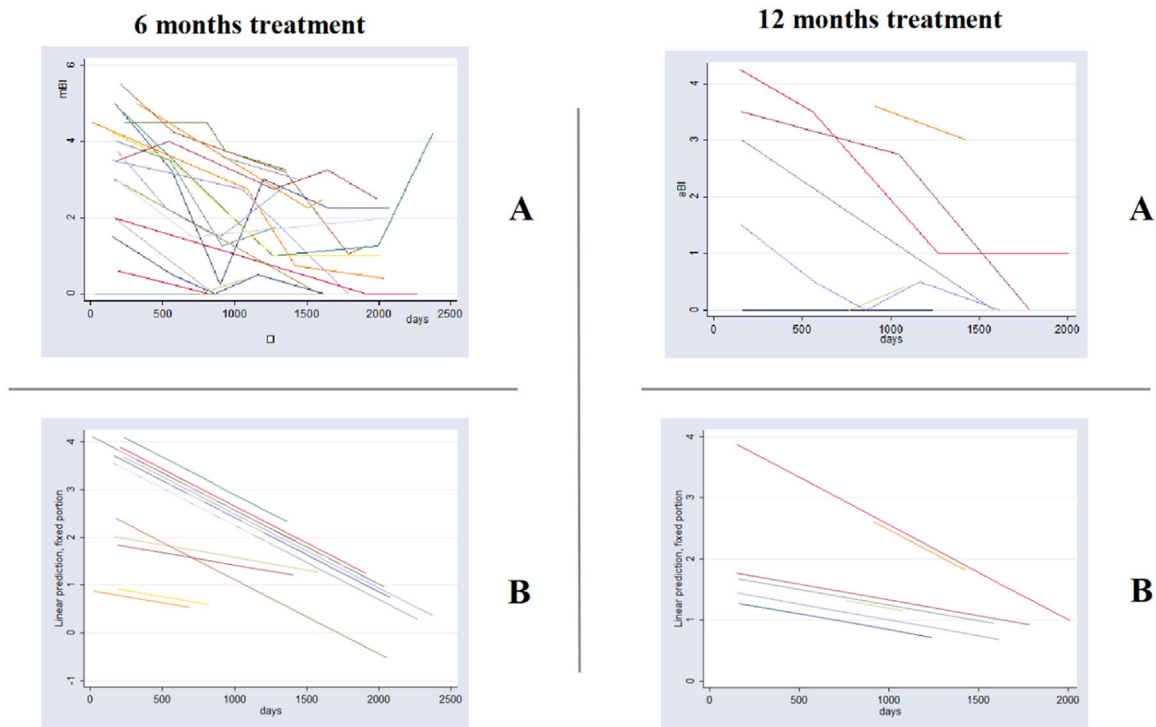 6 months treatment
12 months treatment
mBI
6
4
2
0
0 500 1000 1500 2000 2500
days
A
aBI
4
3
2
1
0
0 500 1000 1500 2000
days
A
Linear prediction, fixed portion
4
3
2
1
0
-1
0 500 1000 1500 2000 2500
days
B
Linear prediction, fixed portion
4
3
2
1
0
0 500 1000 1500 2000
days
B